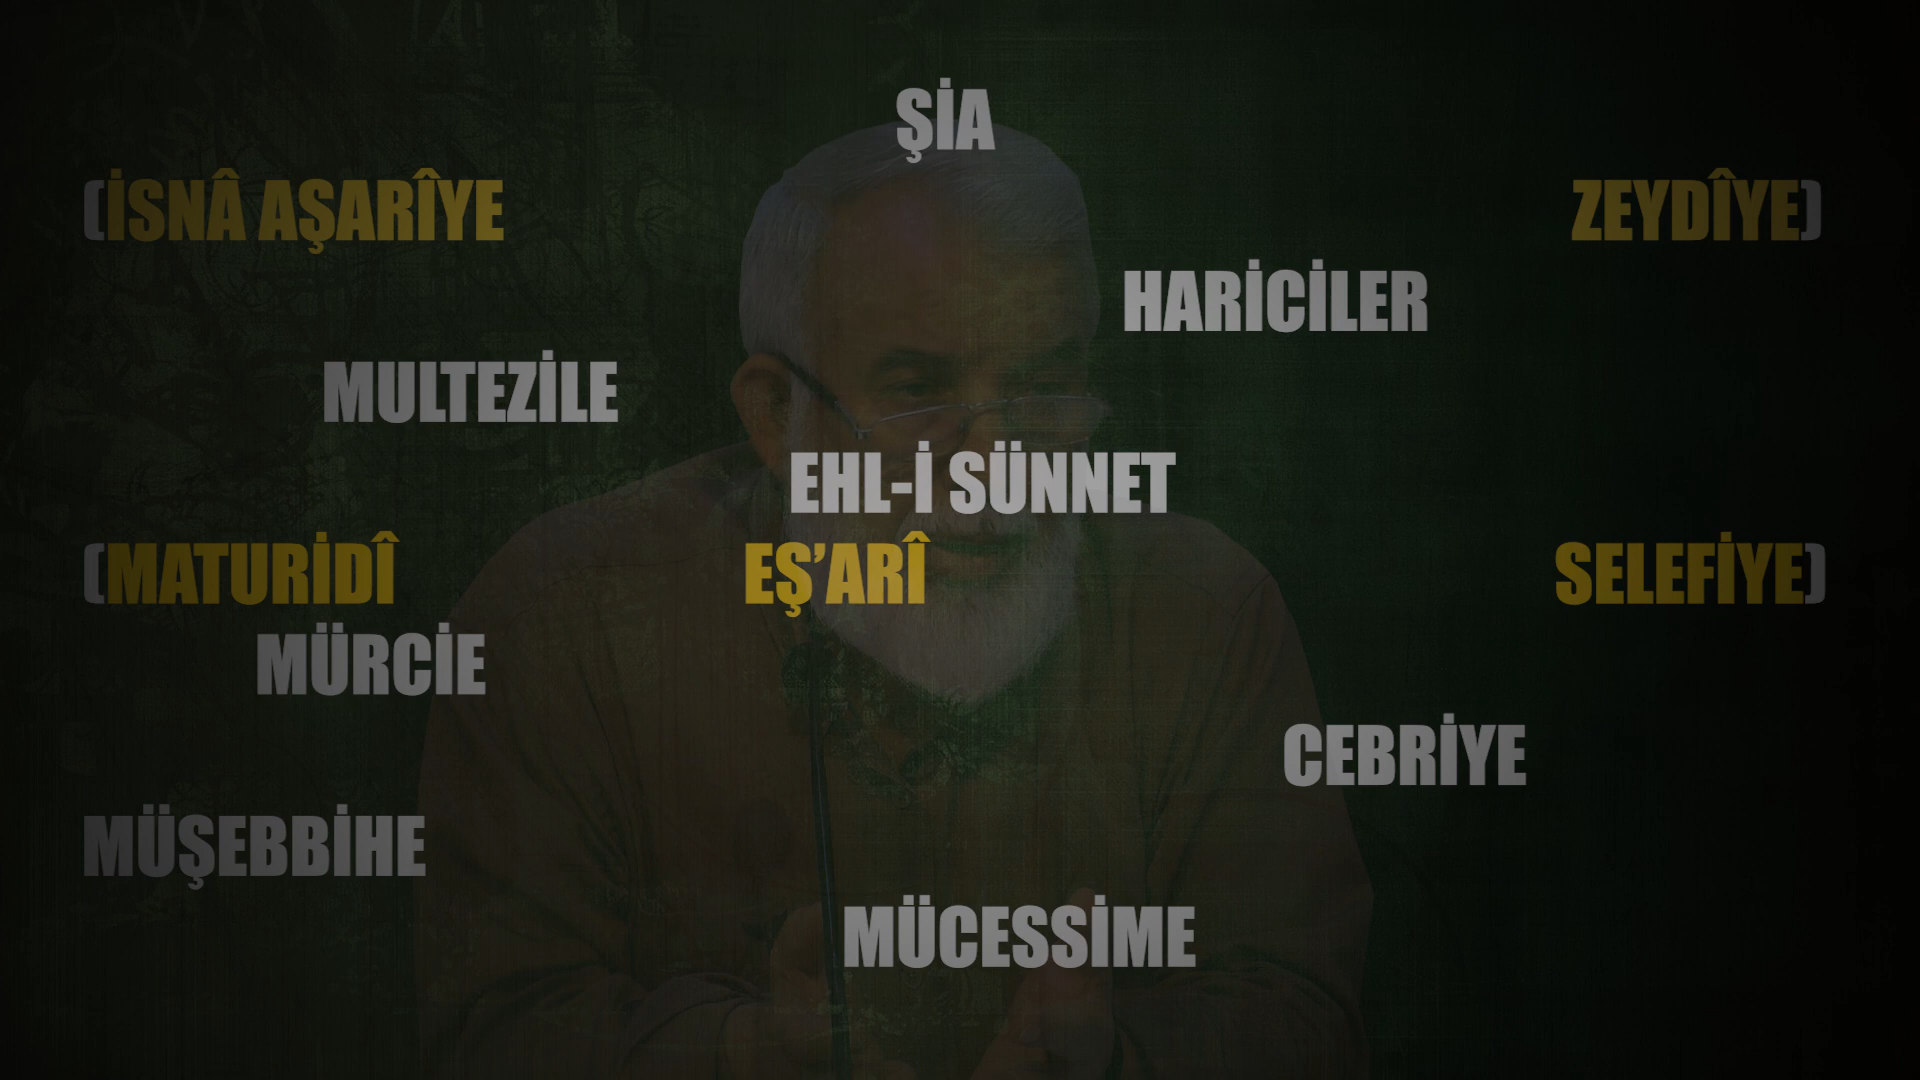 ŞİA
(İSNÂ AŞARÎYE ZEYDÎYE)
HARİCİLER
MULTEZİLE
EHL-İ SÜNNET
(MATURİDÎ EŞ’ARÎ SELEFİYE)
MÜRCİE
CEBRİYE
MÜŞEBBİHE
MÜCESSİME